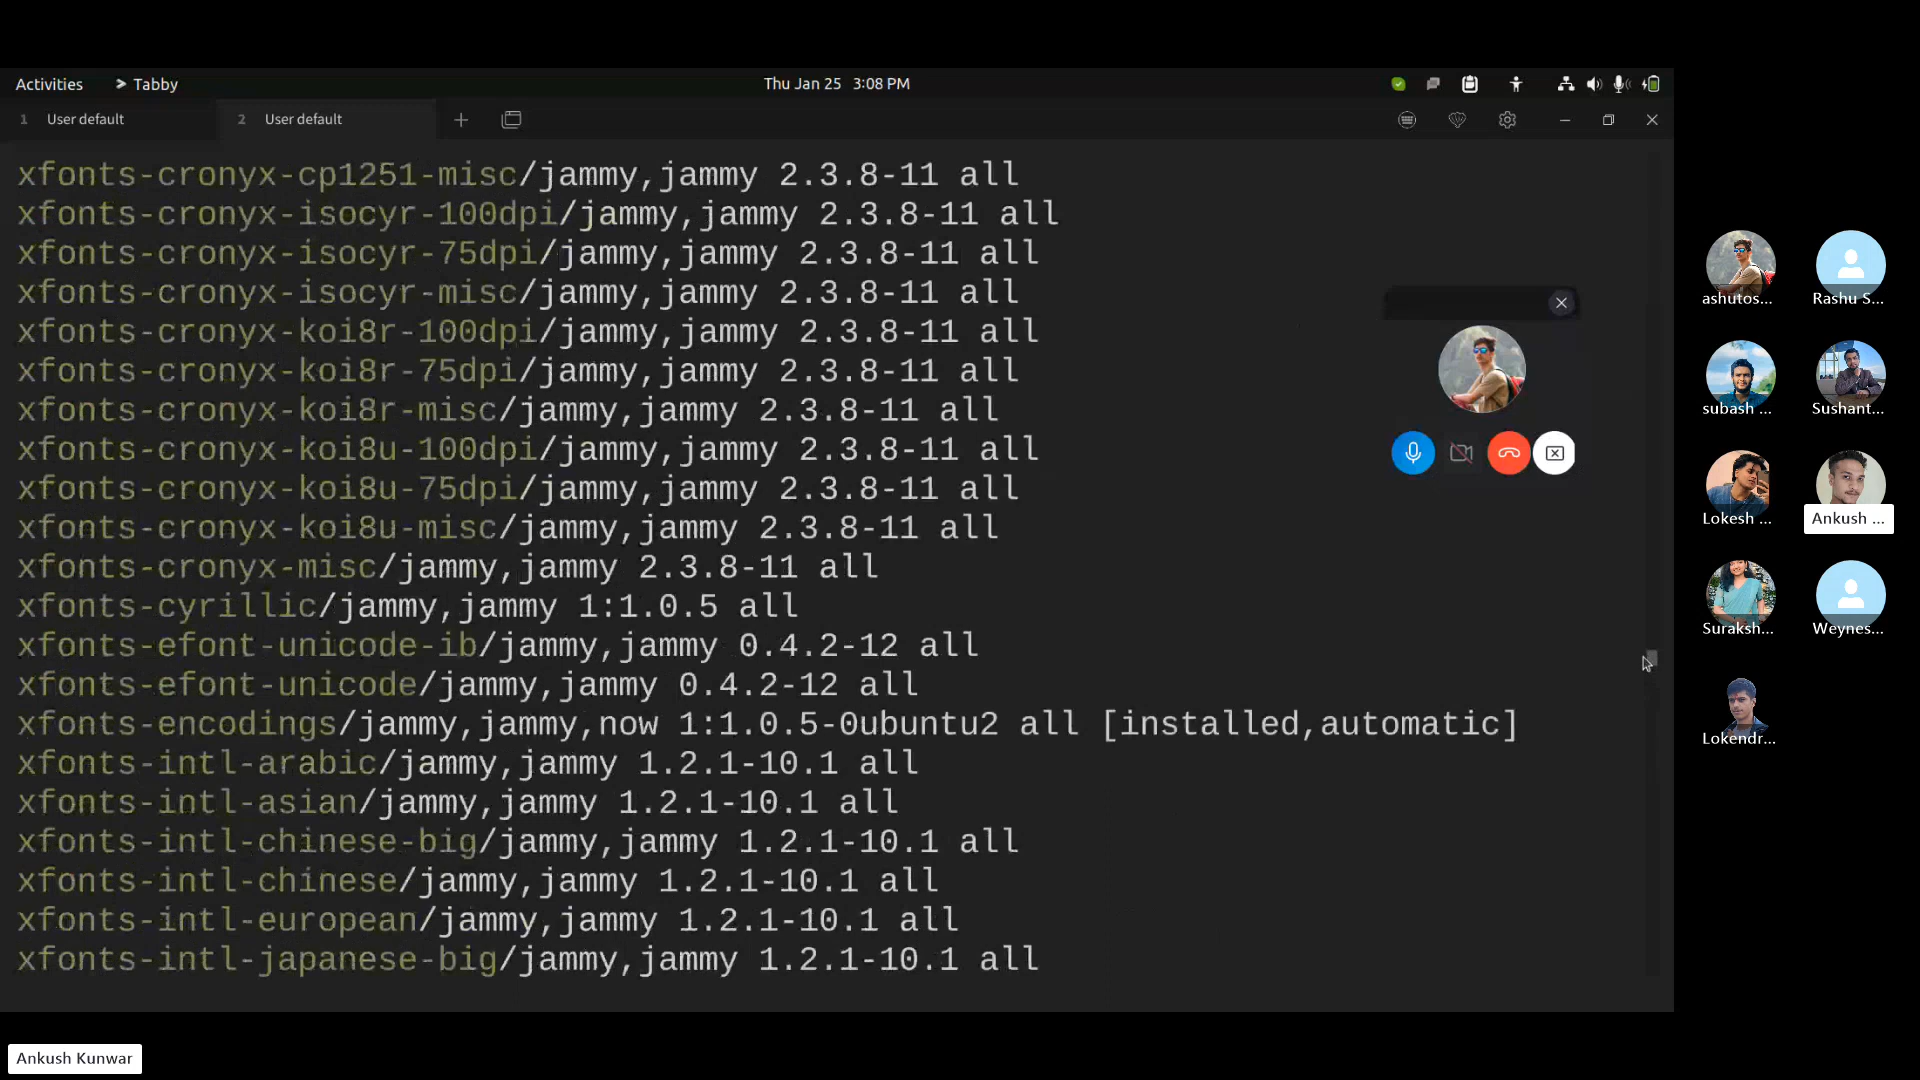 Activities
Tabby
Thu Jan 25 3:08 PM
1 User default
2 User default
xfonts-cronyx-cp1251-misc/jammy,jammy 2.3.8-11 all
xfonts-cronyx-isocyr-100dpi/jammy,jammy 2.3.8-11 all
xfonts-cronyx-isocyr-75dpi/jammy,jammy 2.3.8-11 all
xfonts-cronyx-isocyr-misc/jammy,jammy 2.3.8-11 all
xfonts-cronyx-koi8r-100dpi/jammy,jammy 2.3.8-11 all
xfonts-cronyx-koi8r-75dpi/jammy,jammy 2.3.8-11 all
xfonts-cronyx-koi8r-misc/jammy,jammy 2.3.8-11 all
xfonts-cronyx-koi8u-100dpi/jammy,jammy 2.3.8-11 all
xfonts-cronyx-koi8u-75dpi/jammy,jammy 2.3.8-11 all
xfonts-cronyx-koi8u-misc/jammy,jammy 2.3.8-11 all
xfonts-cronyx-misc/jammy,jammy 2.3.8-11 all
xfonts-cyrillic/jammy,jammy 1:1.0.5 all
xfonts-efont-unicode-ib/jammy,jammy 0.4.2-12 all
xfonts-efont-unicode/jammy,jammy 0.4.2-12 all
xfonts-encodings/jammy,jammy,now 1:1.0.5-0ubuntu2 all [installed,automatic]
xfonts-intl-arabic/jammy,jammy 1.2.1-10.1 all
xfonts-intl-asian/jammy,jammy 1.2.1-10.1 all
xfonts-intl-chinese-big/jammy,jammy 1.2.1-10.1 all
xfonts-intl-chinese/jammy,jammy 1.2.1-10.1 all
xfonts-intl-european/jammy,jammy 1.2.1-10.1 all
xfonts-intl-japanese-big/jammy,jammy 1.2.1-10.1 all
ashutos... Rashu S...
subash ... Sushant...
Lokesh ... Ankush ...
Suraksh... Weynes...
Lokendr...
Ankush Kunwar